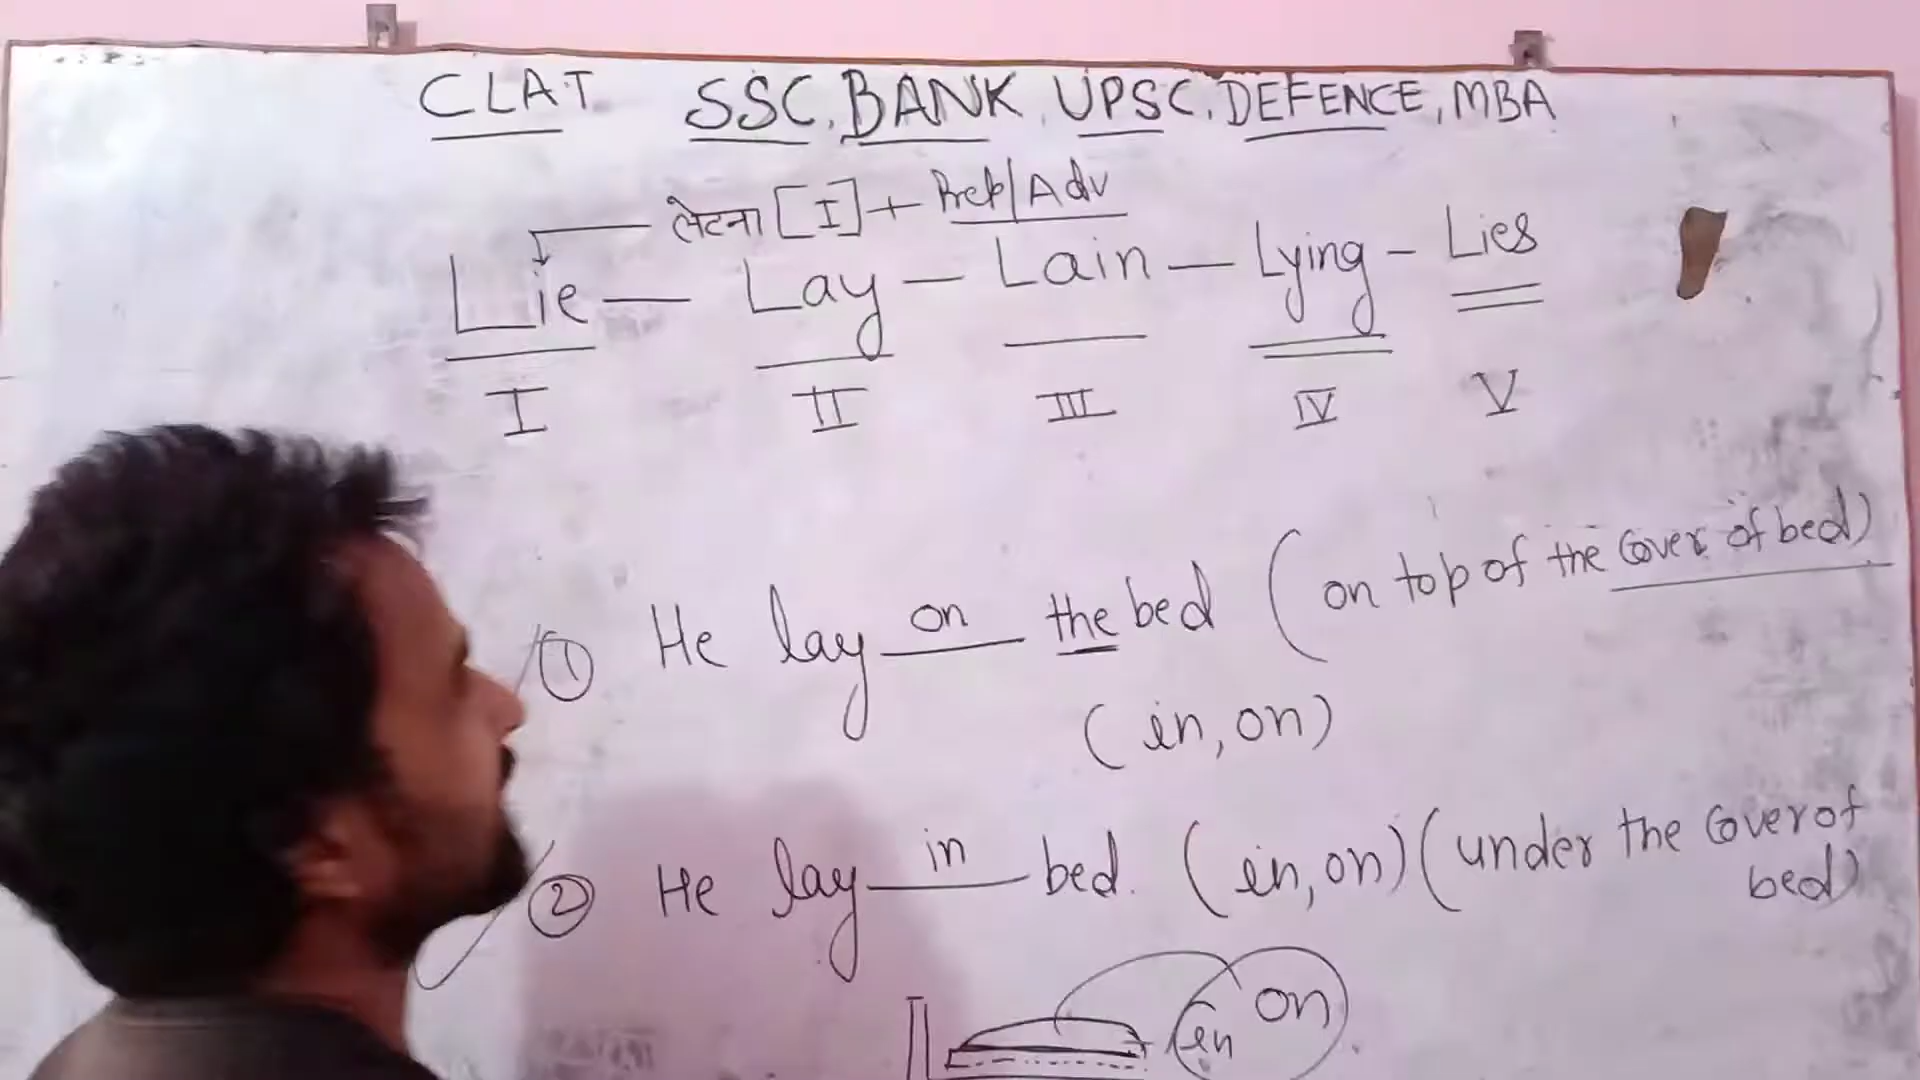 CLAT SSC, BANK, UPSC, DEFENCE, MBA
लेटना [I] + Prep/Adv
Lie — Lay — Lain — Lying - Lies
I II III IV V
① He lay on the bed (on top of the cover of bed)
(in, on)
② He lay in bed. (in, on) (under the cover of
bed)
in on